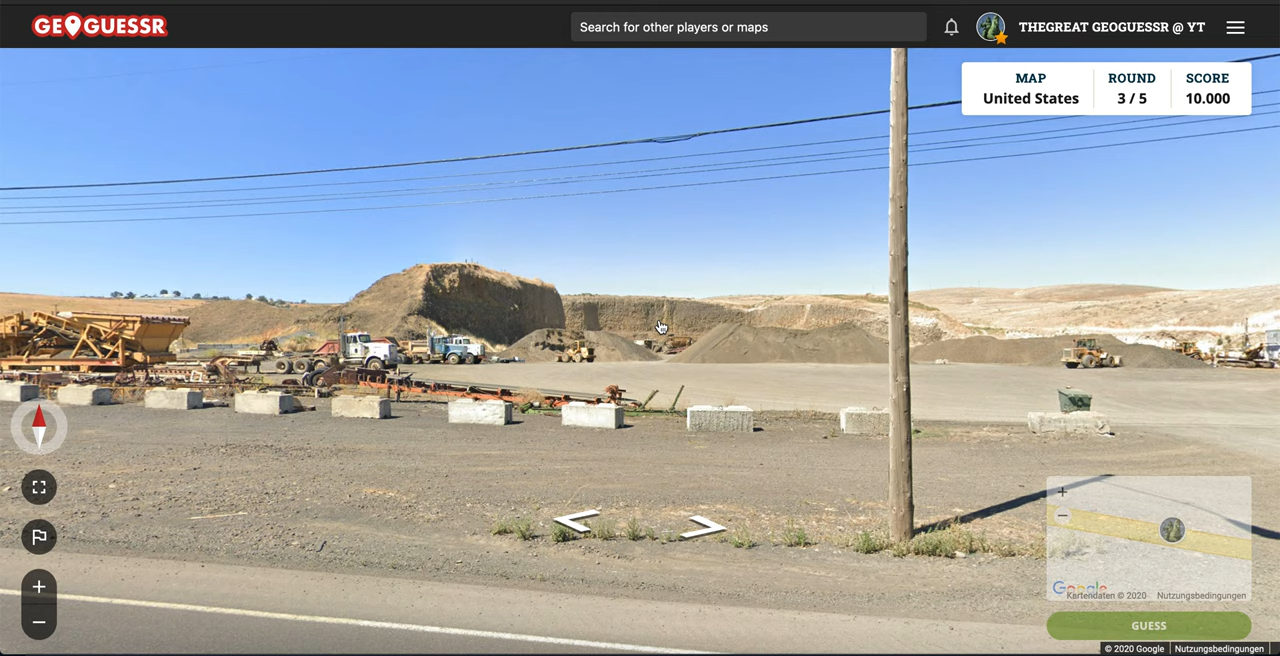 GEOGUESSR
Search for other players or maps
THEGREAT GEOGUESSR @ YT
MAP
United States
ROUND
3 / 5
SCORE
10.000
+
−
Google
Kartendaten © 2020 Nutzungsbedingungen
GUESS
+
−
© 2020 Google Nutzungsbedingungen